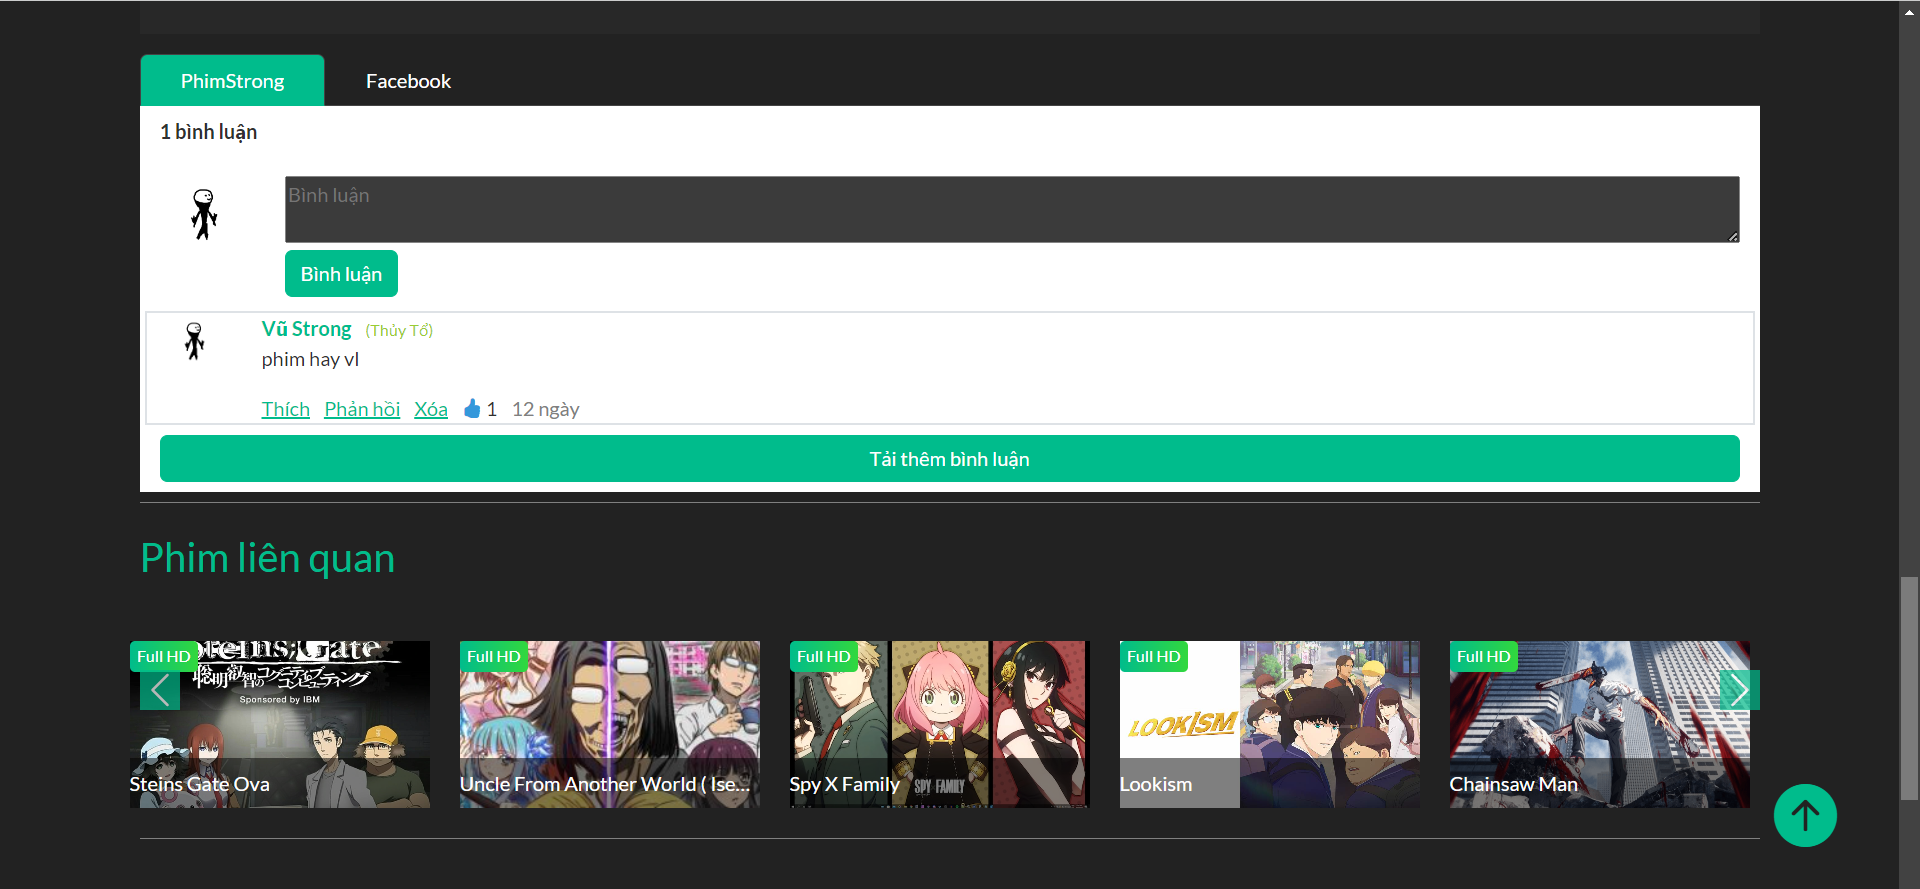 PhimStrong
Facebook
1 bình luận
Bình luận
Bình luận
Vũ Strong (Thủy Tổ)
phim hay vl
Thích Phản hồi Xóa 1 12 ngày
Tải thêm bình luận
Phim liên quan
Full HD
Sponsored by IBM
Steins Gate Ova
Full HD
Uncle From Another World ( Ise...
Full HD
SPY FAMILY
Spy X Family
Full HD
LOOKISM
Lookism
Full HD
Chainsaw Man